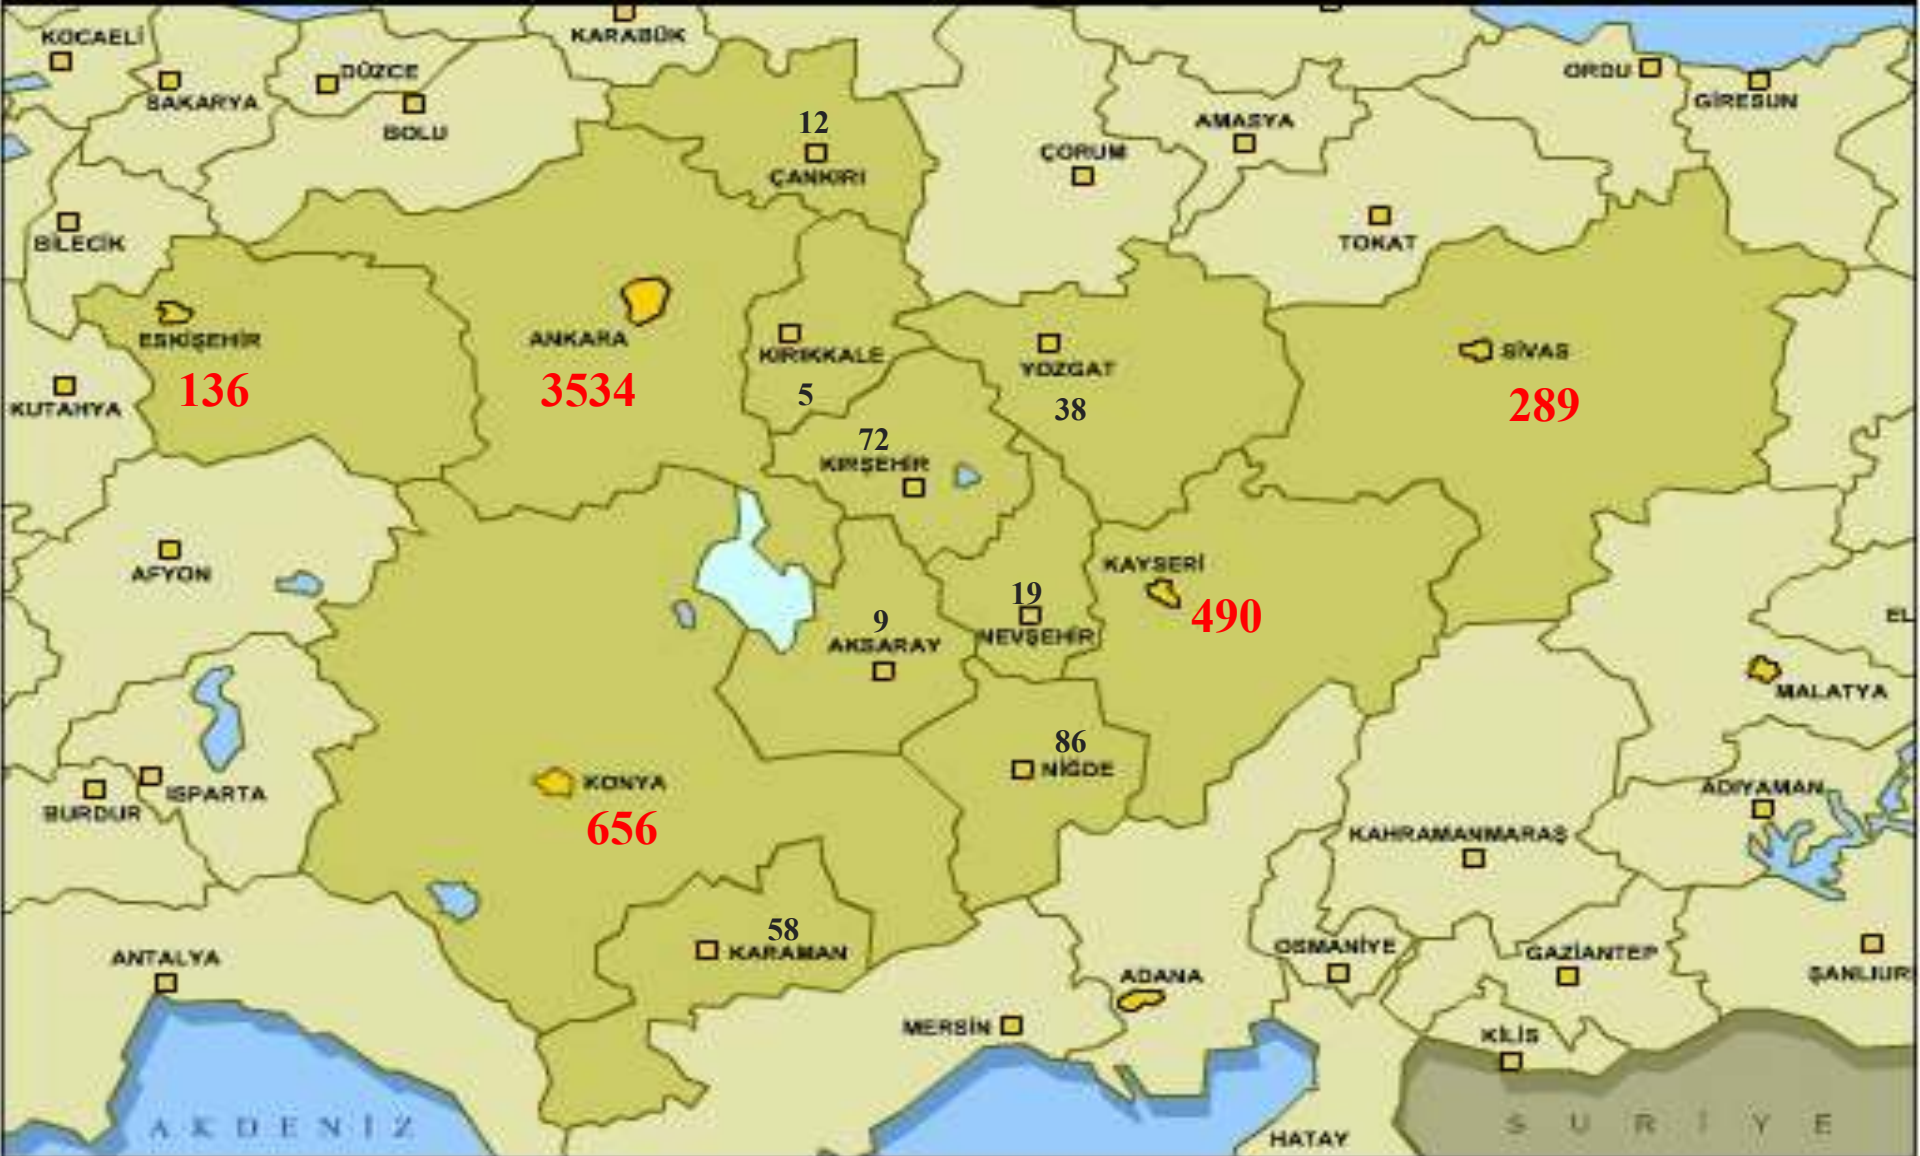 KOCAELİ
KARABÜK
DÜZCE
ORDU
SAKARYA
GİRESUN
12
AMASYA
BOLU
ÇORUM
ÇANKIRI
BİLECİK
TOKAT
ESKİŞEHİR
ANKARA
KIRIKKALE
SİVAS
YOZGAT
136
3534
5
38
289
KUTAHYA
72
KIRŞEHİR
KAYSERİ
AFYON
19
490
9
EL
NEVŞEHİR
AKSARAY
MALATYA
86
NİĞDE
KONYA
ISPARTA
ADIYAMAN
BURDUR
656
KAHRAMANMARAŞ
58
KARAMAN
OSMANİYE
GAZİANTEP
ANTALYA
ADANA
ŞANLIUR
MERSİN
KİLİS
AKDENİZ
SURİYE
HATAY